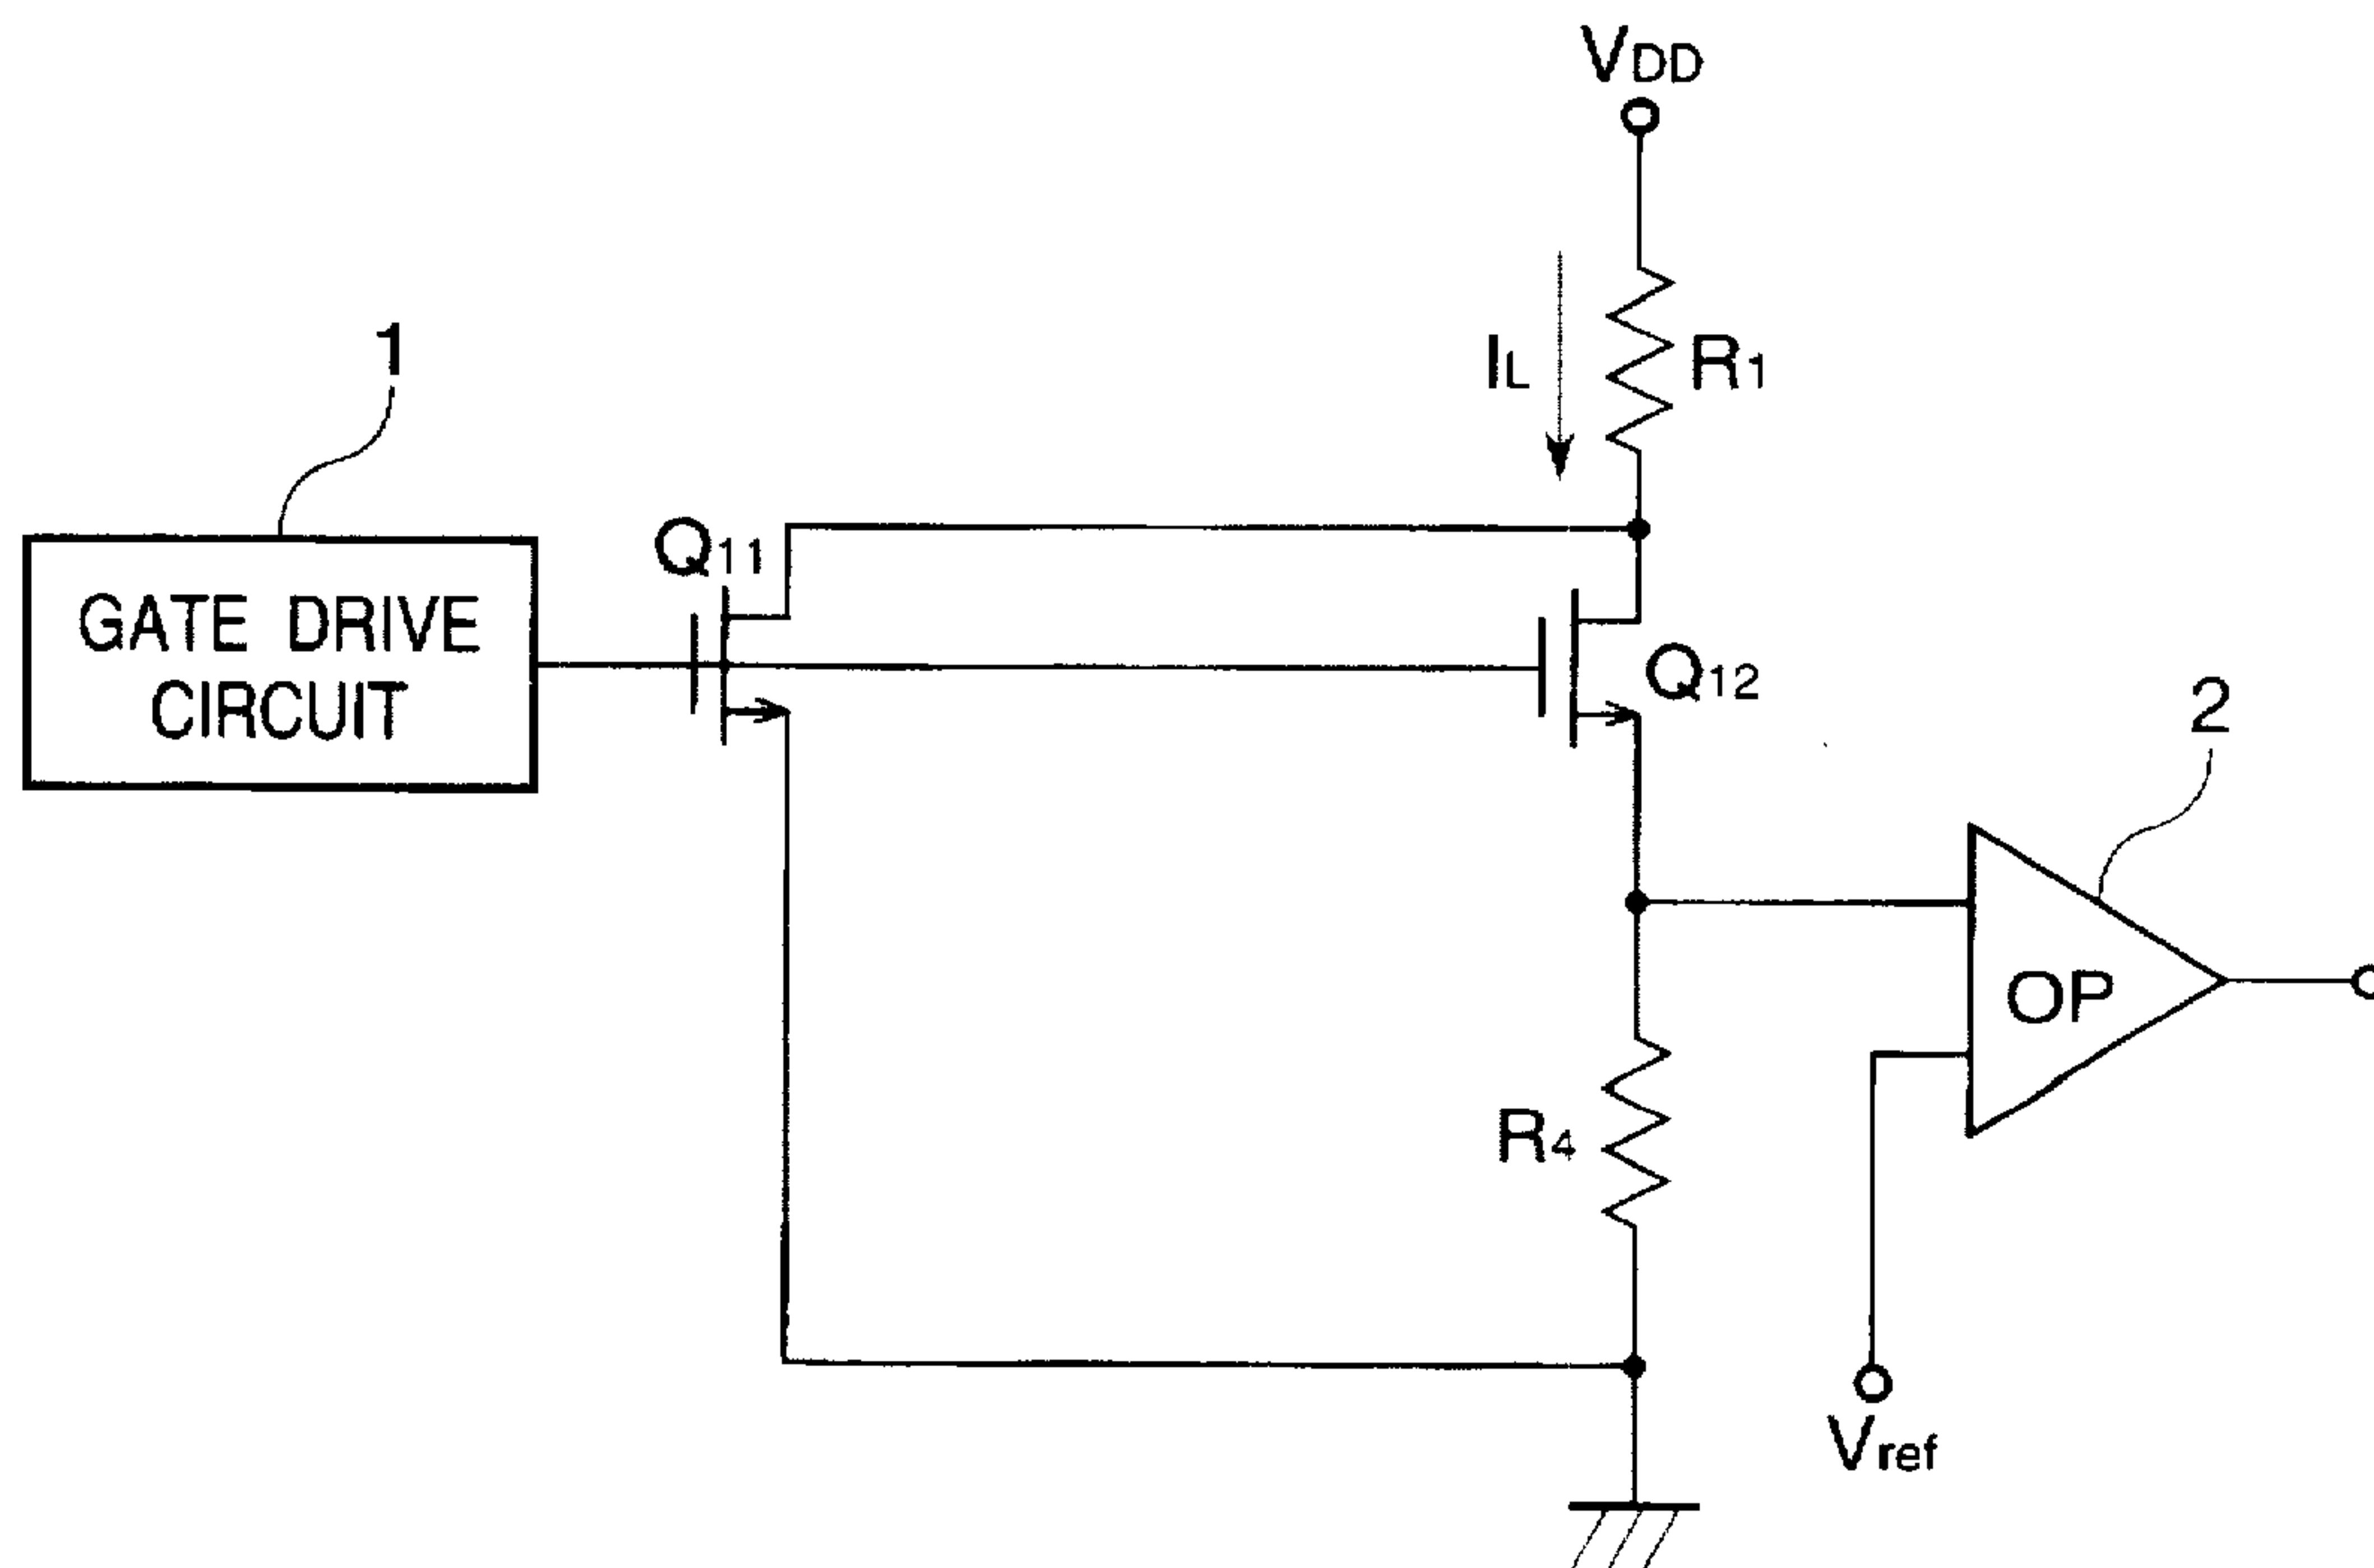 VDD
IL
R1
1
GATE DRIVE
CIRCUIT
Q11
Q12
2
OP
R4
Vref